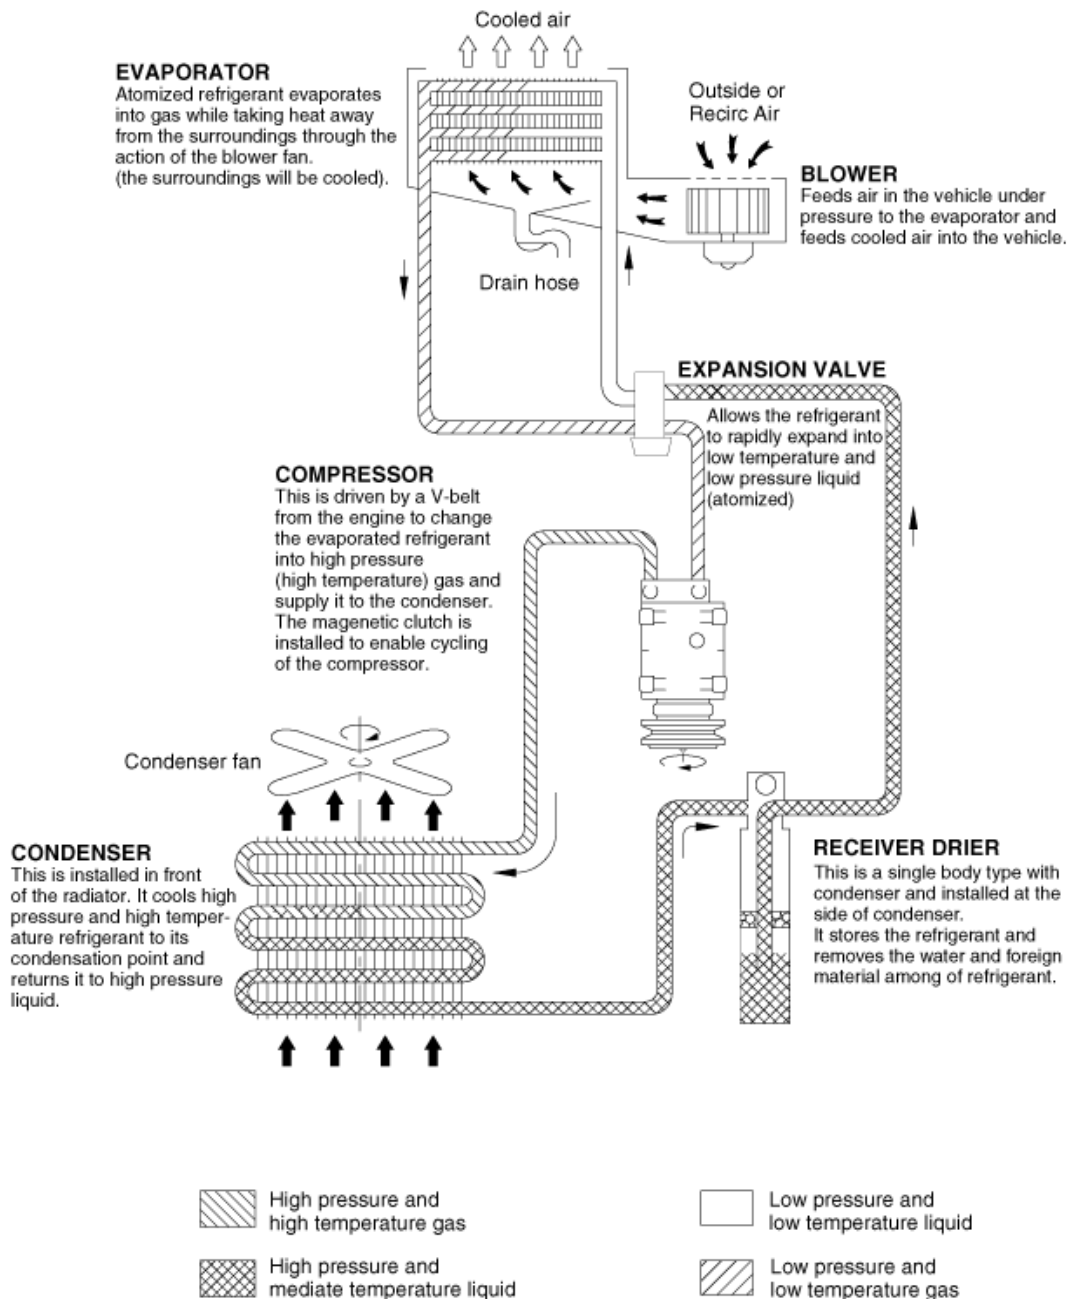 Cooled air
EVAPORATOR
Atomized refrigerant evaporates
into gas while taking heat away
from the surroundings through the
action of the blower fan.
(the surroundings will be cooled).
Outside or
Recirc Air
BLOWER
Feeds air in the vehicle under
pressure to the evaporator and
feeds cooled air into the vehicle.
Drain hose
EXPANSION VALVE
Allows the refrigerant
to rapidly expand into
low temperature and
low pressure liquid
(atomized)
COMPRESSOR
This is driven by a V-belt
from the engine to change
the evaporated refrigerant
into high pressure
(high temperature) gas and
supply it to the condenser.
The magenetic clutch is
installed to enable cycling
of the compressor.
Condenser fan
CONDENSER
This is installed in front
of the radiator. It cools high
pressure and high temper-
ature refrigerant to its
condensation point and
returns it to high pressure
liquid.
RECEIVER DRIER
This is a single body type with
condenser and installed at the
side of condenser.
It stores the refrigerant and
removes the water and foreign
material among of refrigerant.
High pressure and
high temperature gas
Low pressure and
low temperature liquid
High pressure and
mediate temperature liquid
Low pressure and
low temperature gas